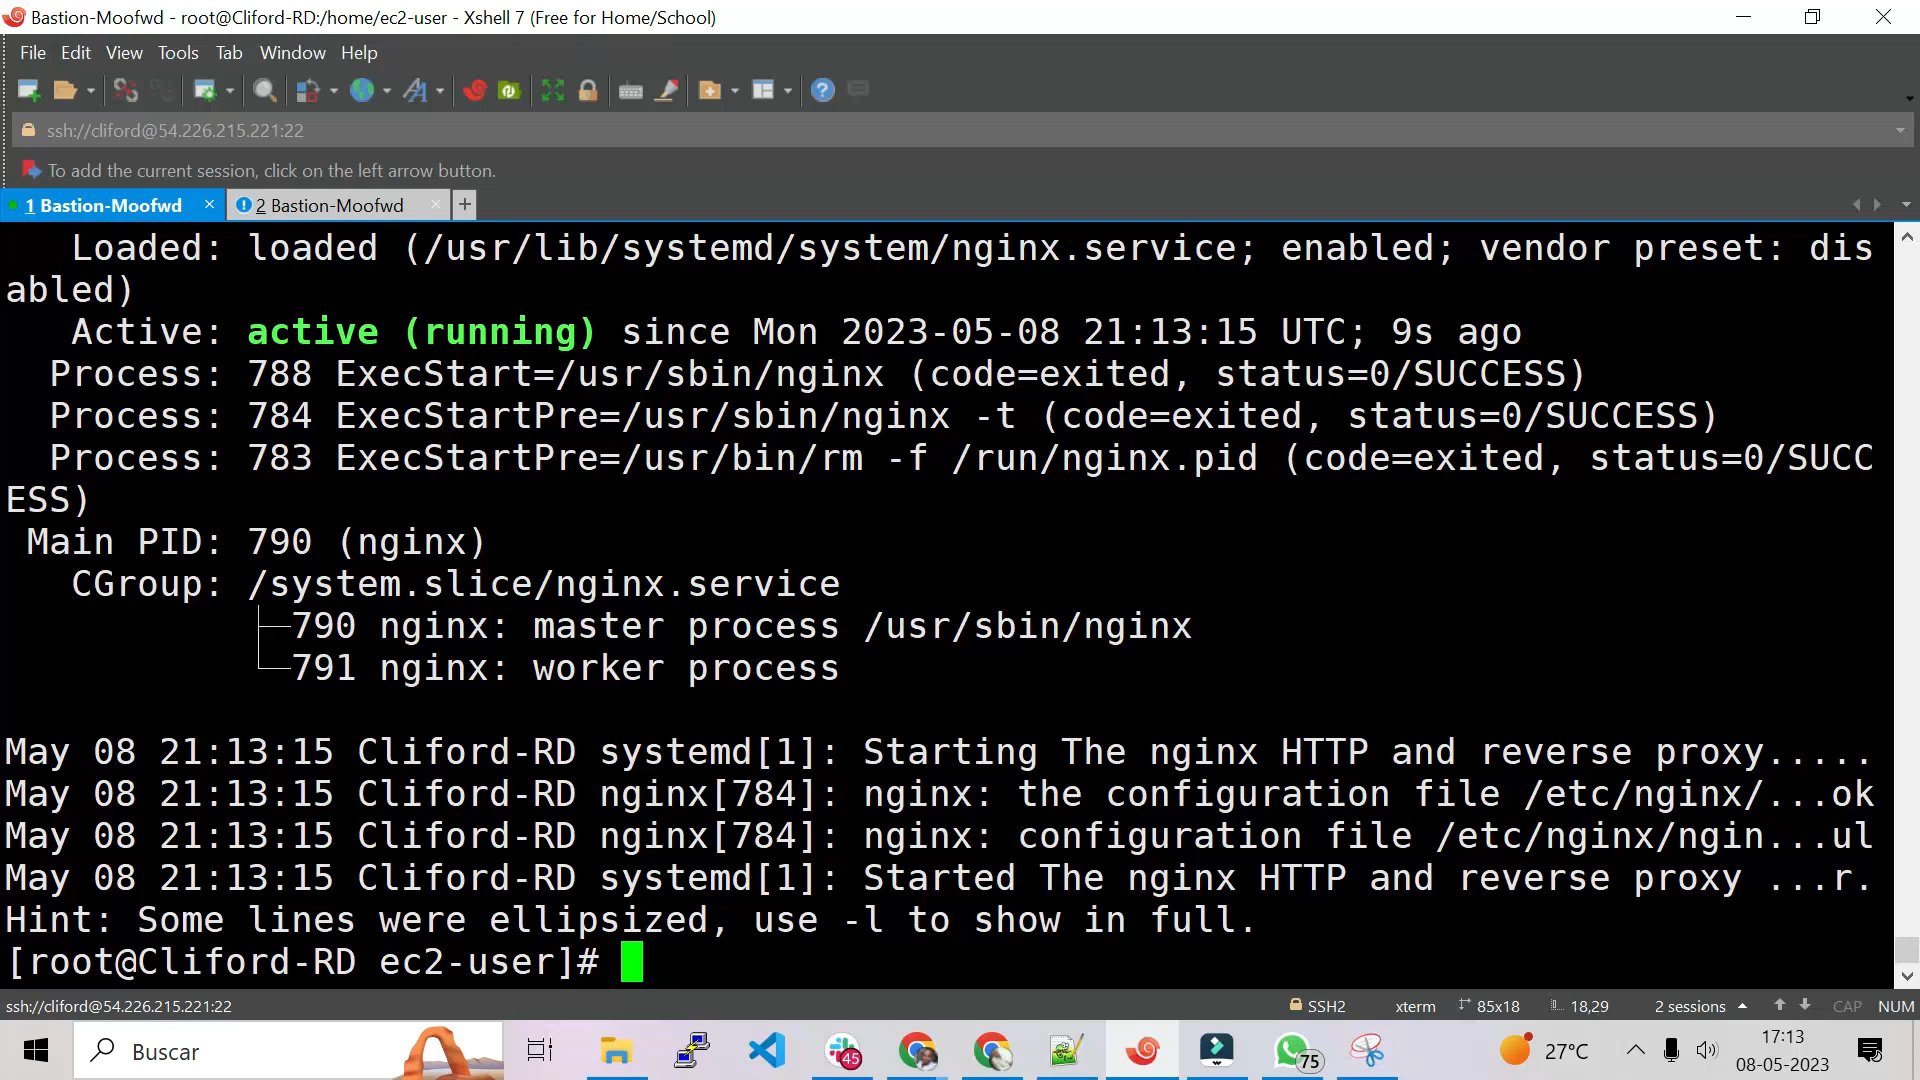 Bastion-Moofwd - root@Cliford-RD:/home/ec2-user - Xshell 7 (Free for Home/School)
File Edit View Tools Tab Window Help
ssh://cliford@54.226.215.221:22
To add the current session, click on the left arrow button.
1 Bastion-Moofwd × 2 Bastion-Moofwd × +
Loaded: loaded (/usr/lib/systemd/system/nginx.service; enabled; vendor preset: dis
abled)
Active: active (running) since Mon 2023-05-08 21:13:15 UTC; 9s ago
Process: 788 ExecStart=/usr/sbin/nginx (code=exited, status=0/SUCCESS)
Process: 784 ExecStartPre=/usr/sbin/nginx -t (code=exited, status=0/SUCCESS)
Process: 783 ExecStartPre=/usr/bin/rm -f /run/nginx.pid (code=exited, status=0/SUCC
ESS)
Main PID: 790 (nginx)
CGroup: /system.slice/nginx.service
├─790 nginx: master process /usr/sbin/nginx
└─791 nginx: worker process
May 08 21:13:15 Cliford-RD systemd[1]: Starting The nginx HTTP and reverse proxy.....
May 08 21:13:15 Cliford-RD nginx[784]: nginx: the configuration file /etc/nginx/...ok
May 08 21:13:15 Cliford-RD nginx[784]: nginx: configuration file /etc/nginx/ngin...ul
May 08 21:13:15 Cliford-RD systemd[1]: Started The nginx HTTP and reverse proxy ...r.
Hint: Some lines were ellipsized, use -l to show in full.
[root@Cliford-RD ec2-user]#
ssh://cliford@54.226.215.221:22 SSH2 xterm 85x18 18,29 2 sessions CAP NUM
Buscar 45 75 27°C 17:13
08-05-2023